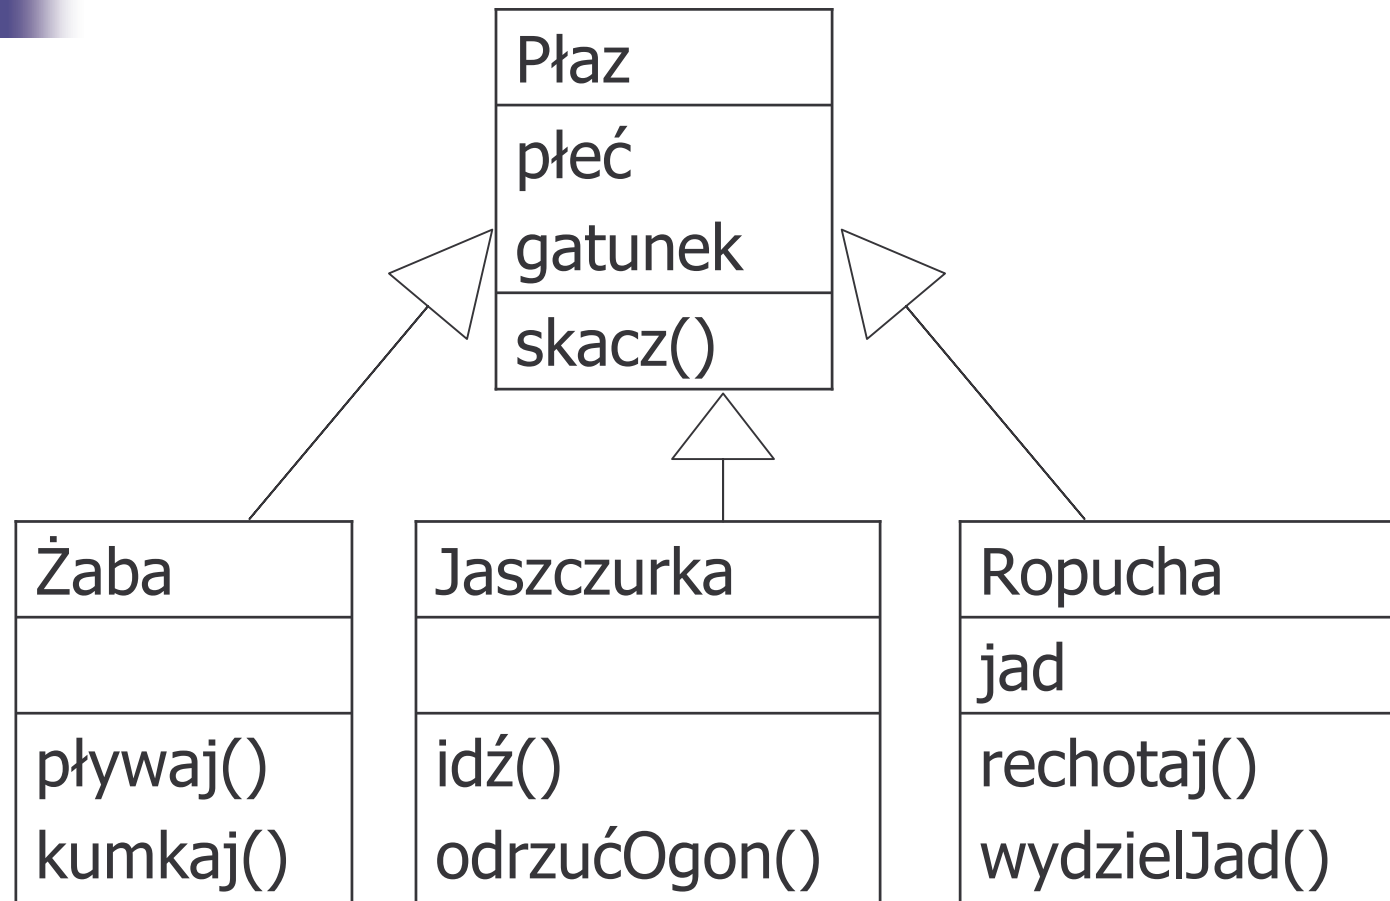 Płaz
płeć
gatunek
skacz()
Żaba
pływaj()
kumkaj()
Jaszczurka
idź()
odrzućOgon()
Ropucha
jad
rechotaj()
wydzielJad()